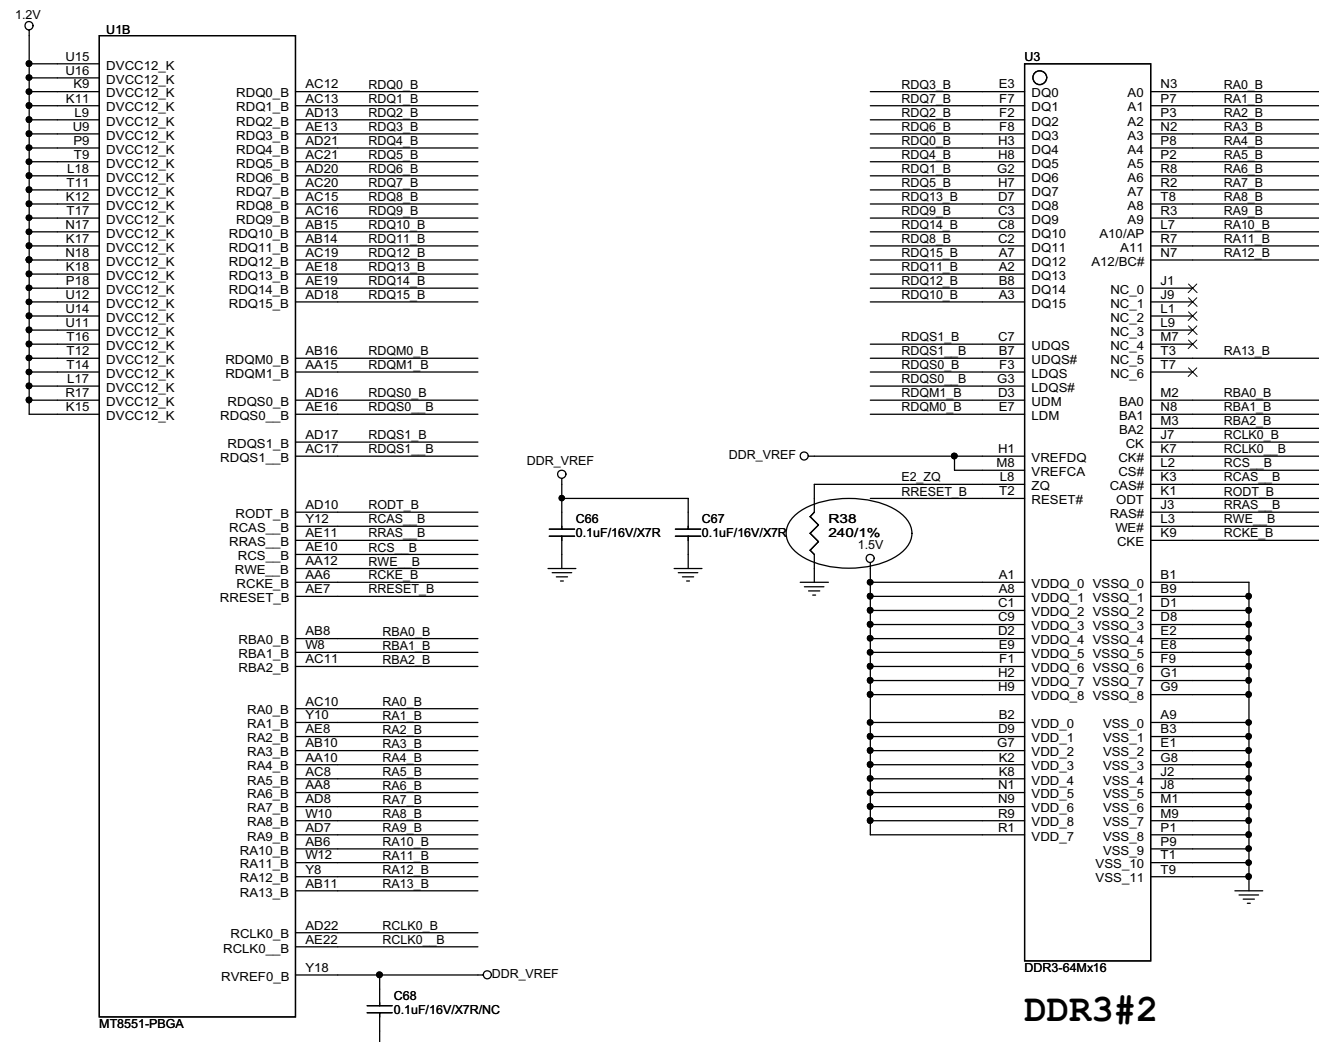 1.2V
U1B
U15 DVCC12_K
U16 DVCC12_K
K9 DVCC12_K
K11 DVCC12_K
L9 DVCC12_K
U9 DVCC12_K
P9 DVCC12_K
T9 DVCC12_K
L18 DVCC12_K
T11 DVCC12_K
K12 DVCC12_K
T17 DVCC12_K
N17 DVCC12_K
K17 DVCC12_K
N18 DVCC12_K
K18 DVCC12_K
P18 DVCC12_K
U12 DVCC12_K
U14 DVCC12_K
U11 DVCC12_K
T16 DVCC12_K
T12 DVCC12_K
T14 DVCC12_K
L17 DVCC12_K
R17 DVCC12_K
K15 DVCC12_K
RDQ0_B AC12 RDQ0_B
RDQ1_B AC13 RDQ1_B
RDQ2_B AD13 RDQ2_B
RDQ3_B AE13 RDQ3_B
RDQ4_B AD21 RDQ4_B
RDQ5_B AC21 RDQ5_B
RDQ6_B AD20 RDQ6_B
RDQ7_B AC20 RDQ7_B
RDQ8_B AC15 RDQ8_B
RDQ9_B AC16 RDQ9_B
RDQ10_B AB15 RDQ10_B
RDQ11_B AB14 RDQ11_B
RDQ12_B AC19 RDQ12_B
RDQ13_B AE18 RDQ13_B
RDQ14_B AE19 RDQ14_B
RDQ15_B AD18 RDQ15_B
RDQM0_B AB16 RDQM0_B
RDQM1_B AA15 RDQM1_B
RDQS0_B AD16 RDQS0_B
RDQS0__B AE16 RDQS0__B
RDQS1_B AD17 RDQS1_B
RDQS1__B AC17 RDQS1__B
RODT_B AD10 RODT_B
RCAS__B Y12 RCAS__B
RRAS__B AE11 RRAS__B
RCS__B AE10 RCS__B
RWE__B AA12 RWE__B
RCKE_B AA6 RCKE_B
RRESET_B AE7 RRESET_B
RBA0_B AB8 RBA0_B
RBA1_B W8 RBA1_B
RBA2_B AC11 RBA2_B
RA0_B AC10 RA0_B
RA1_B Y10 RA1_B
RA2_B AE8 RA2_B
RA3_B AB10 RA3_B
RA4_B AA10 RA4_B
RA5_B AC8 RA5_B
RA6_B AA8 RA6_B
RA7_B AD8 RA7_B
RA8_B W10 RA8_B
RA9_B AD7 RA9_B
RA10_B AB6 RA10_B
RA11_B W12 RA11_B
RA12_B Y8 RA12_B
RA13_B AB11 RA13_B
RCLK0_B AD22 RCLK0_B
RCLK0__B AE22 RCLK0__B
RVREF0_B Y18 DDR_VREF
C68
0.1uF/16V/X7R/NC
MT8551-PBGA
DDR_VREF
C66
0.1uF/16V/X7R
C67
0.1uF/16V/X7R
R38
240/1%
1.5V
U3
RDQ3_B E3 DQ0
RDQ7_B F7 DQ1
RDQ2_B F2 DQ2
RDQ6_B F8 DQ3
RDQ0_B H3 DQ4
RDQ4_B H8 DQ5
RDQ1_B G2 DQ6
RDQ5_B H7 DQ7
RDQ13_B D7 DQ8
RDQ9_B C3 DQ9
RDQ14_B C8 DQ10
RDQ8_B C2 DQ11
RDQ15_B A7 DQ12
RDQ11_B A2 DQ13
RDQ12_B B8 DQ14
RDQ10_B A3 DQ15
RDQS1_B C7 UDQS
RDQS1__B B7 UDQS#
RDQS0_B F3 LDQS
RDQS0__B G3 LDQS#
RDQM1_B D3 UDM
RDQM0_B E7 LDM
DDR_VREF H1 VREFDQ
M8 VREFCA
E2_ZQ L8 ZQ
RRESET_B T2 RESET#
A1 VDDQ_0
A8 VDDQ_1
C1 VDDQ_2
C9 VDDQ_3
D2 VDDQ_4
E9 VDDQ_5
F1 VDDQ_6
H2 VDDQ_7
H9 VDDQ_8
B2 VDD_0
D9 VDD_1
G7 VDD_2
K2 VDD_3
K8 VDD_4
N1 VDD_5
N9 VDD_6
R9 VDD_8
R1 VDD_7
A0 N3 RA0_B
A1 P7 RA1_B
A2 P3 RA2_B
A3 N2 RA3_B
A4 P8 RA4_B
A5 P2 RA5_B
A6 R8 RA6_B
A7 R2 RA7_B
A8 T8 RA8_B
A9 R3 RA9_B
A10/AP L7 RA10_B
A11 R7 RA11_B
A12/BC# N7 RA12_B
NC_0 J1
NC_1 J9
NC_2 L1
NC_3 L9
NC_4 M7
NC_5 T3 RA13_B
NC_6 T7
BA0 M2 RBA0_B
BA1 N8 RBA1_B
BA2 M3 RBA2_B
CK J7 RCLK0_B
CK# K7 RCLK0__B
CS# L2 RCS__B
CAS# K3 RCAS__B
ODT K1 RODT_B
RAS# J3 RRAS__B
WE# L3 RWE__B
CKE K9 RCKE_B
VSSQ_0 B1
VSSQ_1 B9
VSSQ_2 D1
VSSQ_3 D8
VSSQ_4 E2
VSSQ_5 E8
VSSQ_6 F9
VSSQ_7 G1
VSSQ_8 G9
VSS_0 A9
VSS_1 B3
VSS_2 E1
VSS_3 G8
VSS_4 J2
VSS_5 J8
VSS_6 M1
VSS_7 M9
VSS_8 P1
VSS_9 P9
VSS_10 T1
VSS_11 T9
DDR3-64Mx16
DDR3#2